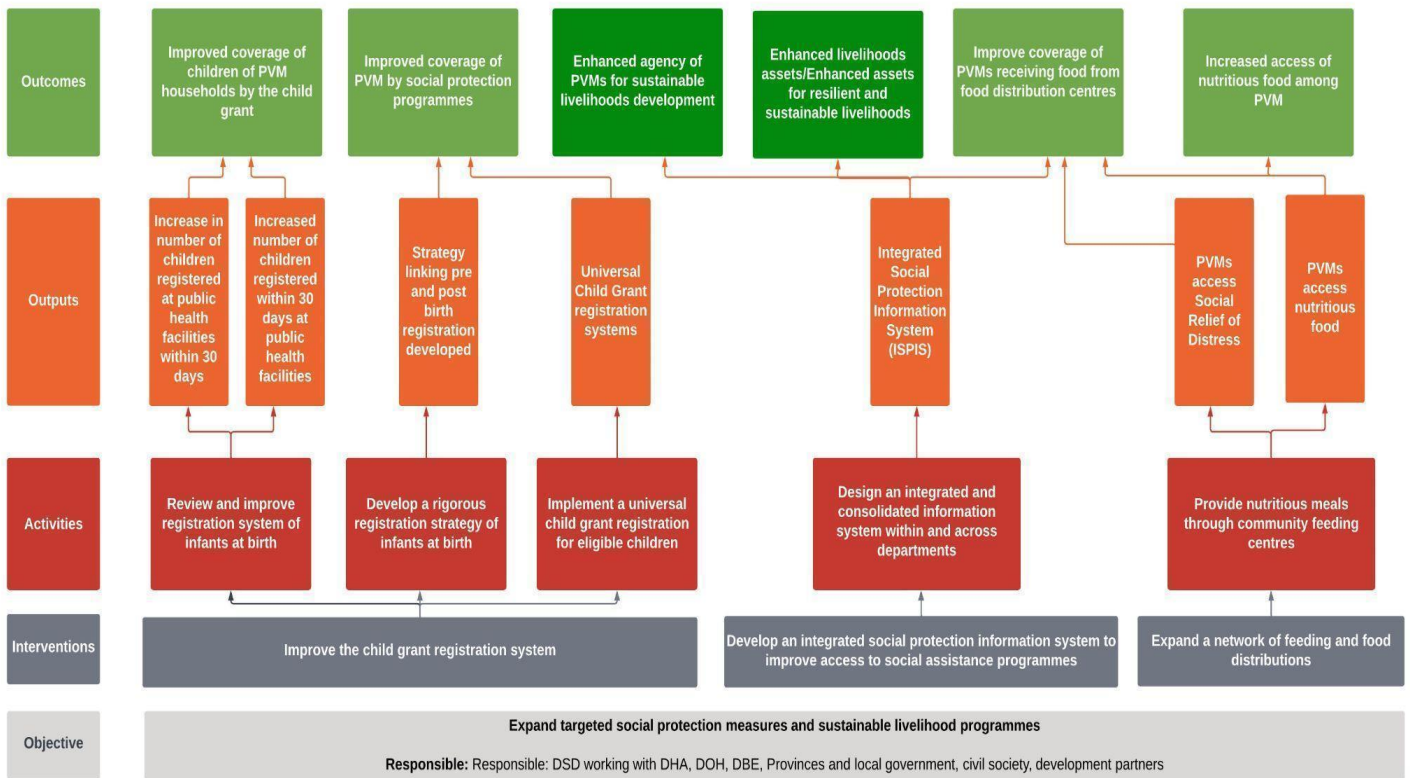 Outcomes
Improved coverage of
children of PVM
households by the child
grant
Improved coverage of
PVM by social protection
programmes
Enhanced agency of
PVMs for sustainable
livelihoods development
Enhanced livelihoods
assets/Enhanced assets
for resilient and
sustainable livelihoods
Improve coverage of
PVMs receiving food from
food distribution centres
Increased access of
nutritious food among
PVM
Outputs
Increase in
number of
children
registered
at public
health
facilities
within 30
days
Increased
number of
children
registered
within 30
days at
public
health
facilities
Strategy
linking pre
and post
birth
registration
developed
Universal
Child Grant
registration
systems
Integrated
Social
Protection
Information
System
(ISPIS)
PVMs
access
Social
Relief of
Distress
PVMs
access
nutritious
food
Activities
Review and improve
registration system of
infants at birth
Develop a rigorous
registration strategy of
infants at birth
Implement a universal
child grant registration
for eligible children
Design an integrated and
consolidated information
system within and across
departments
Provide nutritious meals
through community feeding
centres
Interventions
Improve the child grant registration system
Develop an integrated social protection information system to
improve access to social assistance programmes
Expand a network of feeding and food
distributions
Objective
Expand targeted social protection measures and sustainable livelihood programmes
Responsible: Responsible: DSD working with DHA, DOH, DBE, Provinces and local government, civil society, development partners